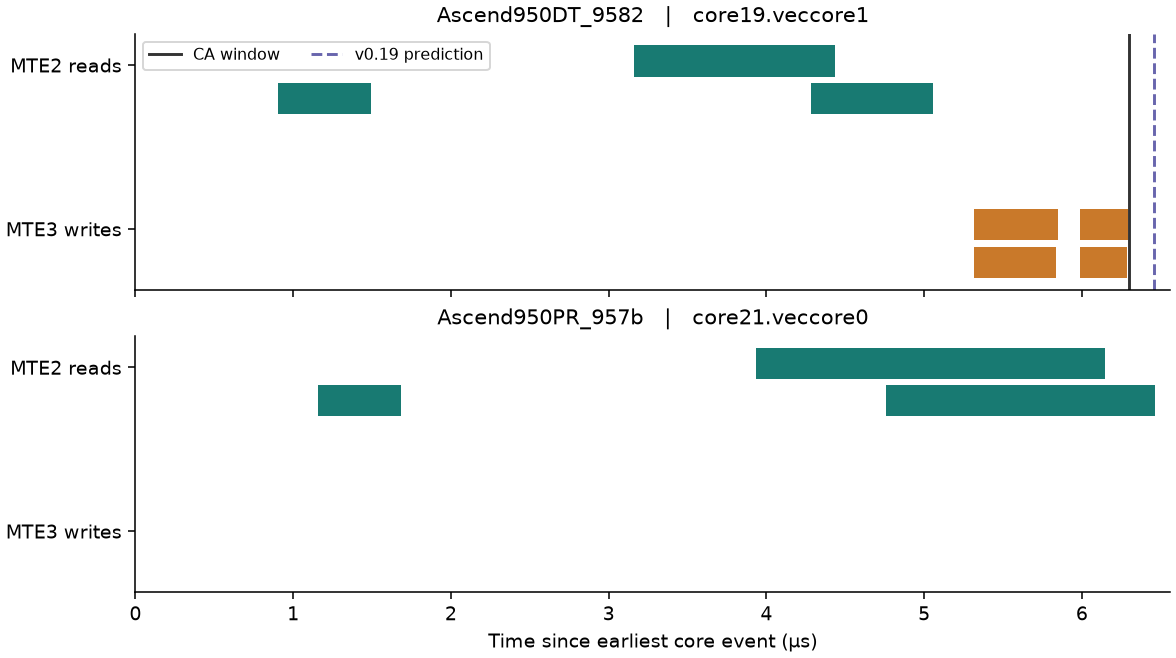 Ascend950DT_9582 | core19.veccore1
CA window
v0.19 prediction
MTE2 reads
MTE3 writes
Ascend950PR_957b | core21.veccore0
MTE2 reads
MTE3 writes
0 1 2 3 4 5 6
Time since earliest core event (µs)